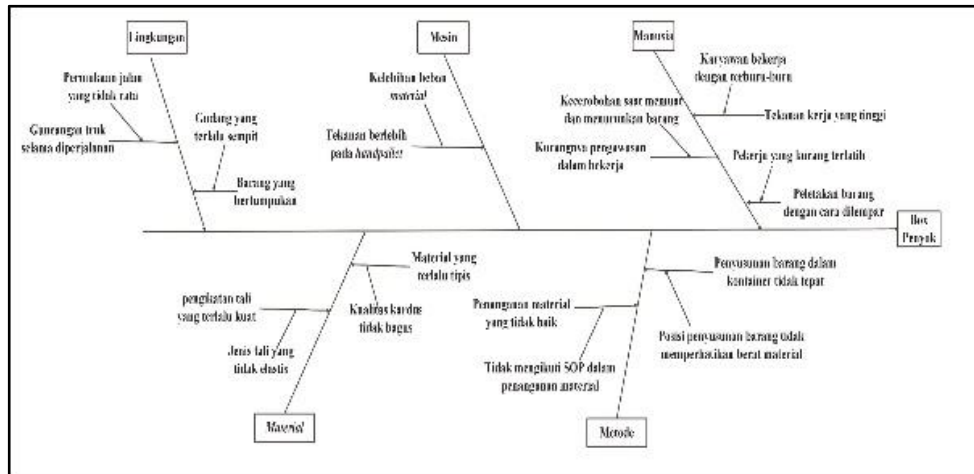 Lingkungan
Mesin
Manusia
Permukaan jalan
yang tidak rata
Guncangan truk
selama diperjalanan
Gudang yang
terlalu sempit
Barang yang
bertumpukan
Kelebihan beban
material
Tekanan berlebih
pada handpallet
Karyawan bekerja
dengan terburu-buru
Tekanan kerja yang tinggi
Kecerobohan saat memuat
dan menurunkan barang
Kurangnya pengawasan
dalam bekerja
Pekerja yang kurang terlatih
Peletakan barang
dengan cara dilempar
Box
Penyok
Material yang
terlalu tipis
Kualitas kardus
tidak bagus
pengikatan tali
yang terlalu kuat
Jenis tali yang
tidak elastis
Penyusunan barang dalam
kontainer tidak tepat
Posisi penyusunan barang tidak
memperhatikan berat material
Penanganan material
yang tidak baik
Tidak mengikuti SOP dalam
penanganan material
Material
Metode